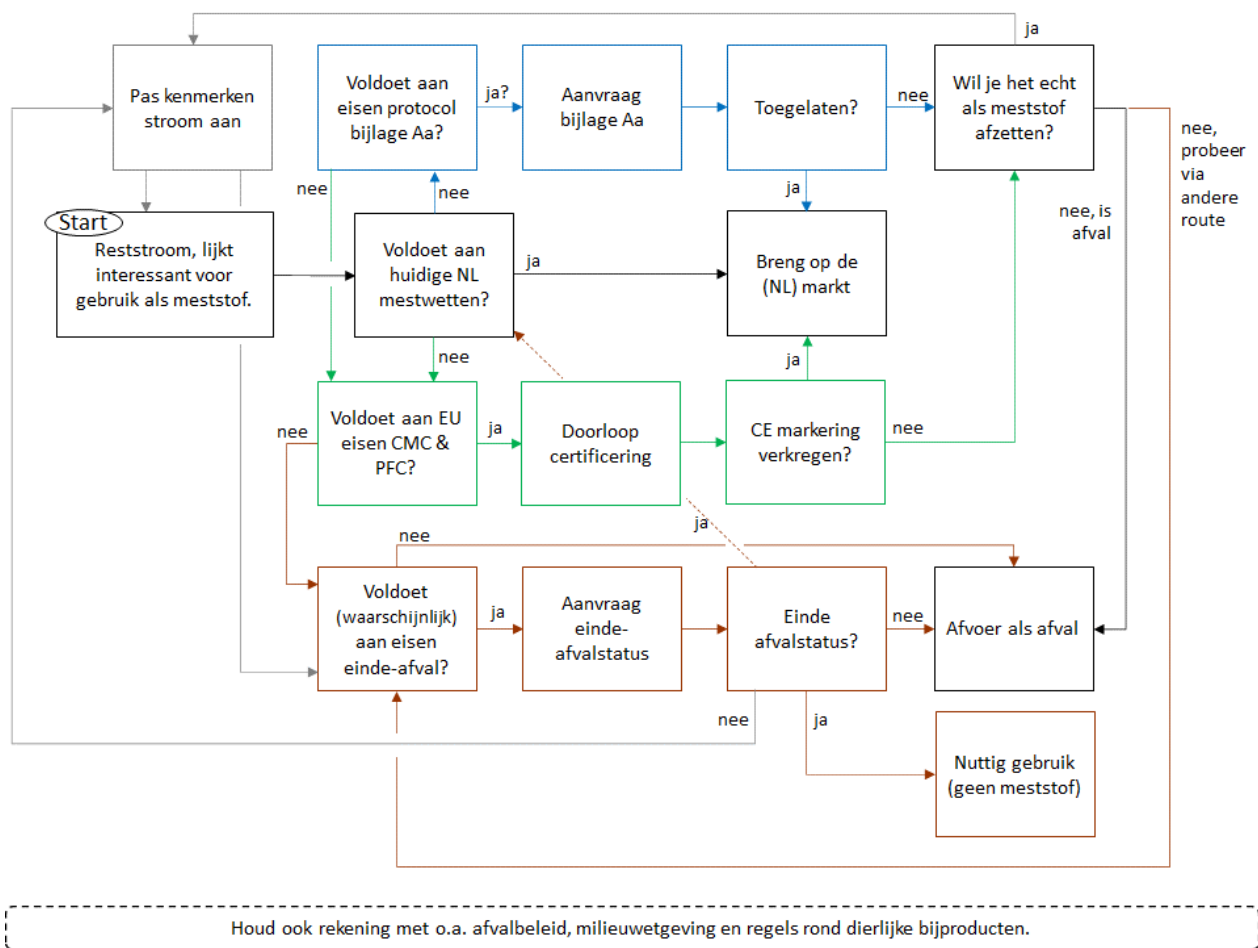 ja
Pas kenmerken
stroom aan
Voldoet aan
eisen protocol
bijlage Aa?
ja?
Aanvraag
bijlage Aa
Toegelaten?
nee
Wil je het echt
als meststof
afzetten?
nee,
probeer
via
andere
route
nee
nee
ja
nee, is
afval
Start
Reststroom, lijkt
interessant voor
gebruik als meststof.
Voldoet aan
huidige NL
mestwetten?
ja
Breng op de
(NL) markt
nee
ja
nee
Voldoet aan EU
eisen CMC &
PFC?
ja
Doorloop
certificering
CE markering
verkregen?
nee
nee
ja
Voldoet
(waarschijnlijk)
aan eisen
einde-afval?
ja
Aanvraag
einde-
afvalstatus
Einde
afvalstatus?
nee
Afvoer als afval
nee
ja
Nuttig gebruik
(geen meststof)
Houd ook rekening met o.a. afvalbeleid, milieuwetgeving en regels rond dierlijke bijproducten.